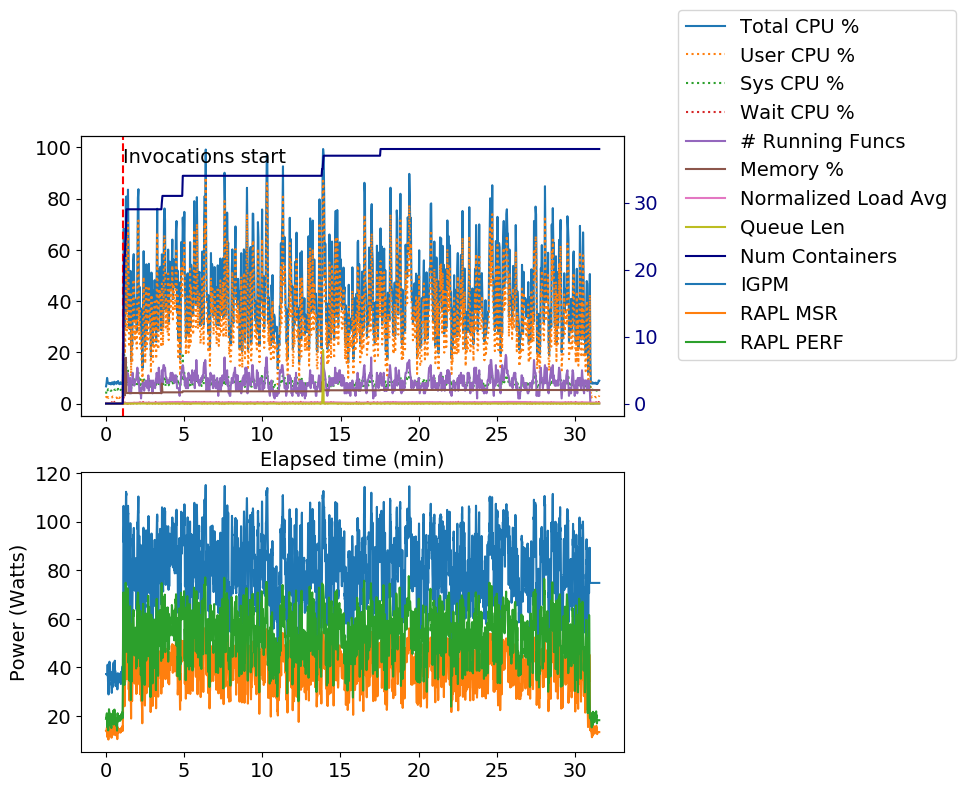 Total CPU %
User CPU %
Sys CPU %
Wait CPU %
# Running Funcs
Memory %
Normalized Load Avg
Queue Len
Num Containers
IGPM
RAPL MSR
RAPL PERF
Invocations start
100
80
60
40
20
0
30
20
10
0
0 5 10 15 20 25 30
Elapsed time (min)
Power (Watts)
120
100
80
60
40
20
0 5 10 15 20 25 30